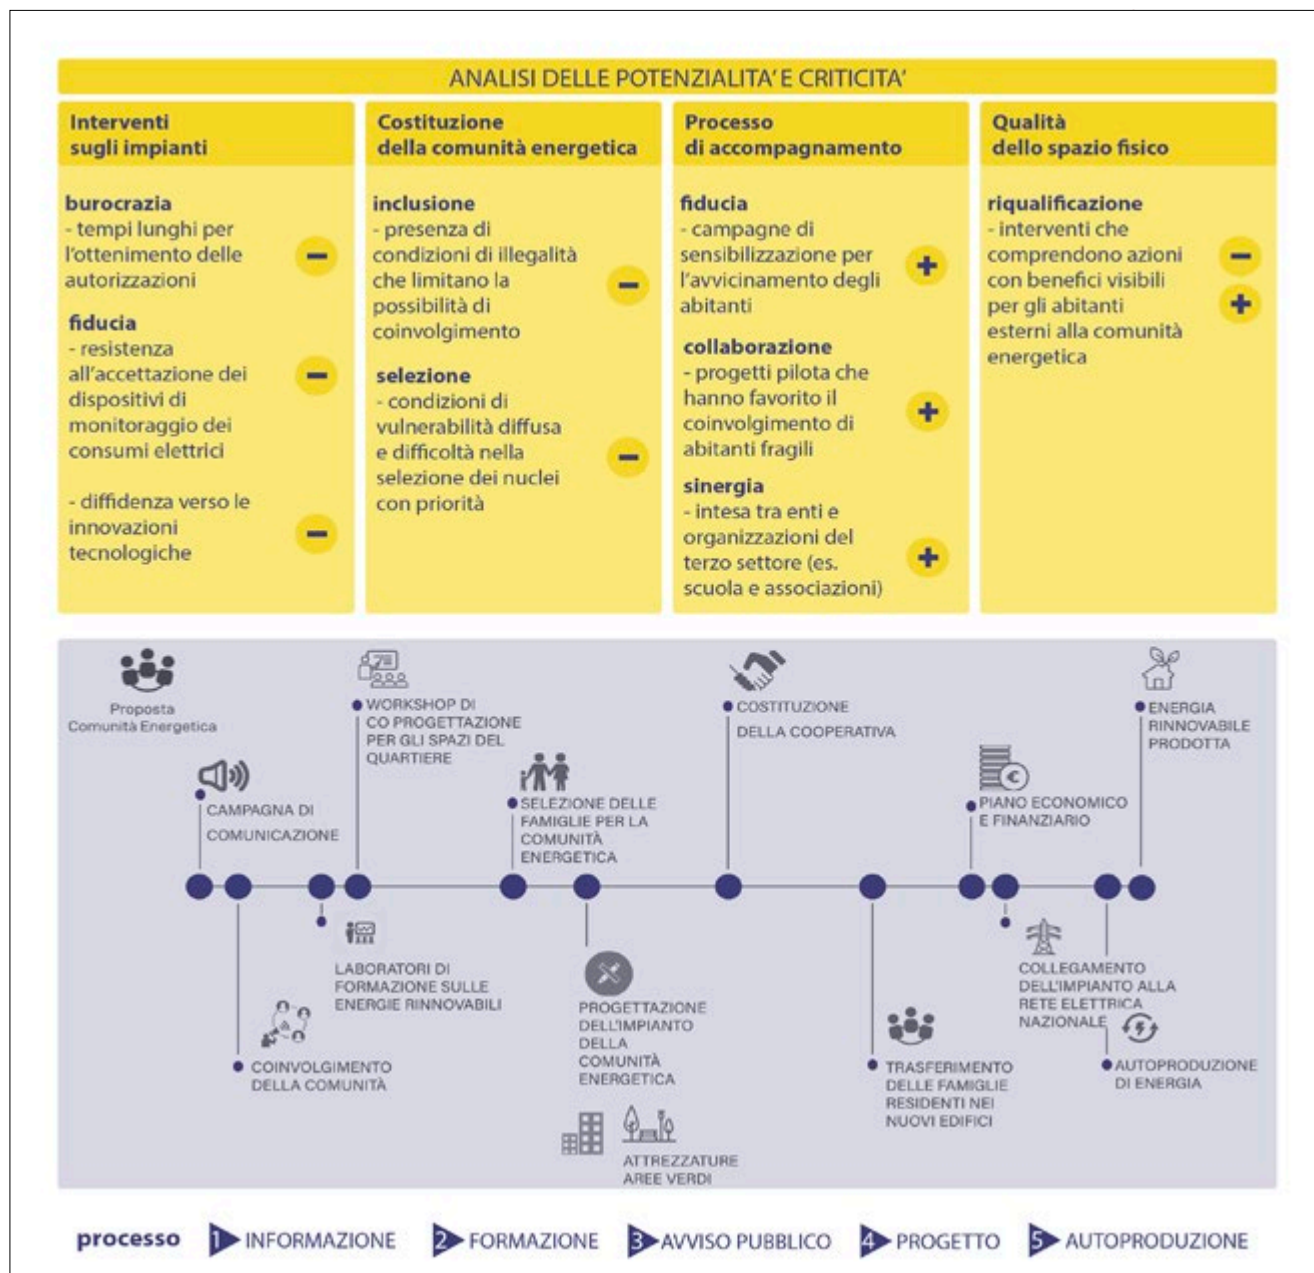 ANALISI DELLE POTENZIALITA' E CRITICITA'
Interventi
sugli impianti
burocrazia
- tempi lunghi per
l'ottenimento delle
autorizzazioni
fiducia
- resistenza
all'accettazione dei
dispositivi di
monitoraggio dei
consumi elettrici
- diffidenza verso le
innovazioni
tecnologiche
Costituzione
della comunità energetica
inclusione
- presenza di
condizioni di illegalità
che limitano la
possibilità di
coinvolgimento
selezione
- condizioni di
vulnerabilità diffusa
e difficoltà nella
selezione dei nuclei
con priorità
Processo
di accompagnamento
fiducia
- campagne di
sensibilizzazione per
l'avvicinamento degli
abitanti
collaborazione
- progetti pilota che
hanno favorito il
coinvolgimento di
abitanti fragili
sinergia
- intesa tra enti e
organizzazioni del
terzo settore (es.
scuola e associazioni)
Qualità
dello spazio fisico
riqualificazione
- interventi che
comprendono azioni
con benefici visibili
per gli abitanti
esterni alla comunità
energetica
Proposta
Comunità Energetica
CAMPAGNA DI
COMUNICAZIONE
COINVOLGIMENTO
DELLA COMUNITÀ
LABORATORI DI
FORMAZIONE SULLE
ENERGIE RINNOVABILI
WORKSHOP DI
CO PROGETTAZIONE
PER GLI SPAZI DEL
QUARTIERE
SELEZIONE DELLE
FAMIGLIE PER LA
COMUNITÀ
ENERGETICA
PROGETTAZIONE
DELL'IMPIANTO
DELLA
COMUNITÀ
ENERGETICA
ATTREZZATURE
AREE VERDI
COSTITUZIONE
DELLA COOPERATIVA
TRASFERIMENTO
DELLE FAMIGLIE
RESIDENTI NEI
NUOVI EDIFICI
PIANO ECONOMICO
E FINANZIARIO
COLLEGAMENTO
DELL'IMPIANTO ALLA
RETE ELETTRICA
NAZIONALE
AUTOPRODUZIONE
DI ENERGIA
ENERGIA
RINNOVABILE
PRODOTTA
processo 1 INFORMAZIONE 2 FORMAZIONE 3 AVVISO PUBBLICO 4 PROGETTO 5 AUTOPRODUZIONE